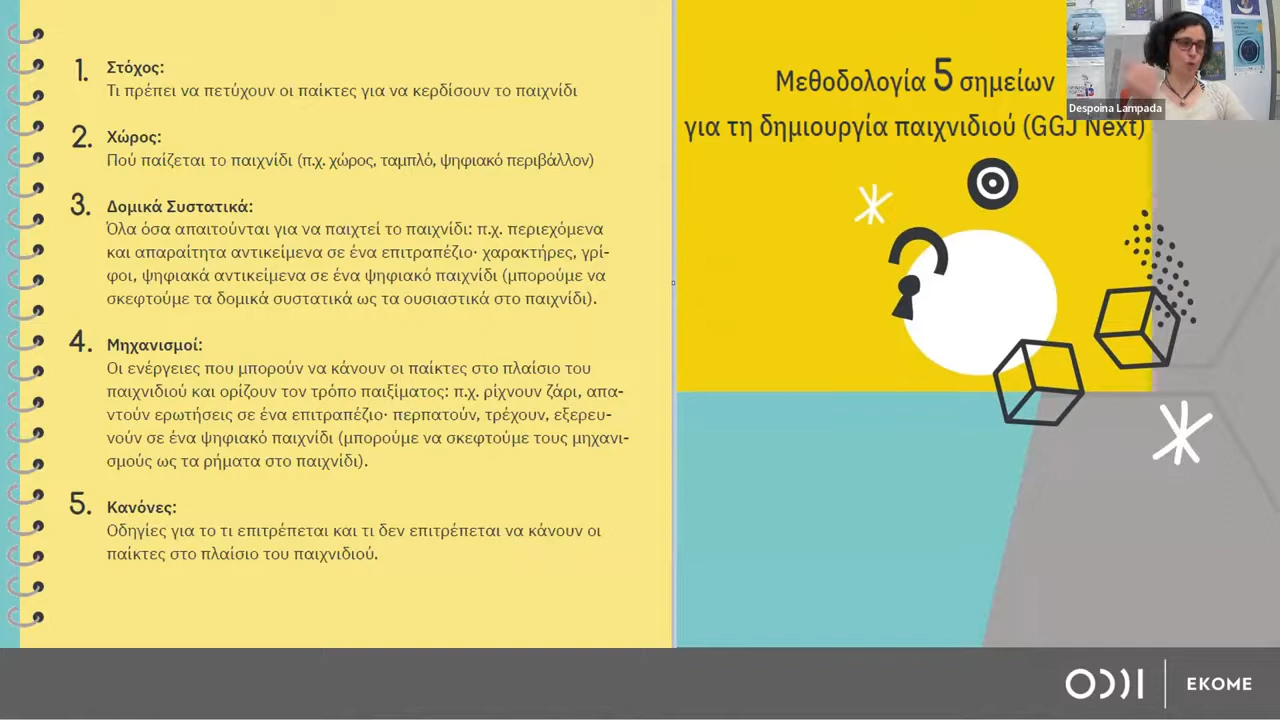 1. Στόχος:
Τι πρέπει να πετύχουν οι παίκτες για να κερδίσουν το παιχνίδι
2. Χώρος:
Πού παίζεται το παιχνίδι (π.χ. χώρος, ταμπλό, ψηφιακό περιβάλλον)
3. Δομικά Συστατικά:
Όλα όσα απαιτούνται για να παιχτεί το παιχνίδι: π.χ. περιεχόμενα
και απαραίτητα αντικείμενα σε ένα επιτραπέζιο· χαρακτήρες, γρί-
φοι, ψηφιακά αντικείμενα σε ένα ψηφιακό παιχνίδι (μπορούμε να
σκεφτούμε τα δομικά συστατικά ως τα ουσιαστικά στο παιχνίδι).
4. Μηχανισμοί:
Οι ενέργειες που μπορούν να κάνουν οι παίκτες στο πλαίσιο του
παιχνιδιού και ορίζουν τον τρόπο παιξίματος: π.χ. ρίχνουν ζάρι, απα-
ντούν ερωτήσεις σε ένα επιτραπέζιο· περπατούν, τρέχουν, εξερευ-
νούν σε ένα ψηφιακό παιχνίδι (μπορούμε να σκεφτούμε τους μηχανι-
σμούς ως τα ρήματα στο παιχνίδι).
5. Κανόνες:
Οδηγίες για το τι επιτρέπεται και τι δεν επιτρέπεται να κάνουν οι
παίκτες στο πλαίσιο του παιχνιδιού.
Μεθοδολογία 5 σημείων
για τη δημιουργία παιχνιδιού (GGJ Next)
Despoina Lampada
EKOME